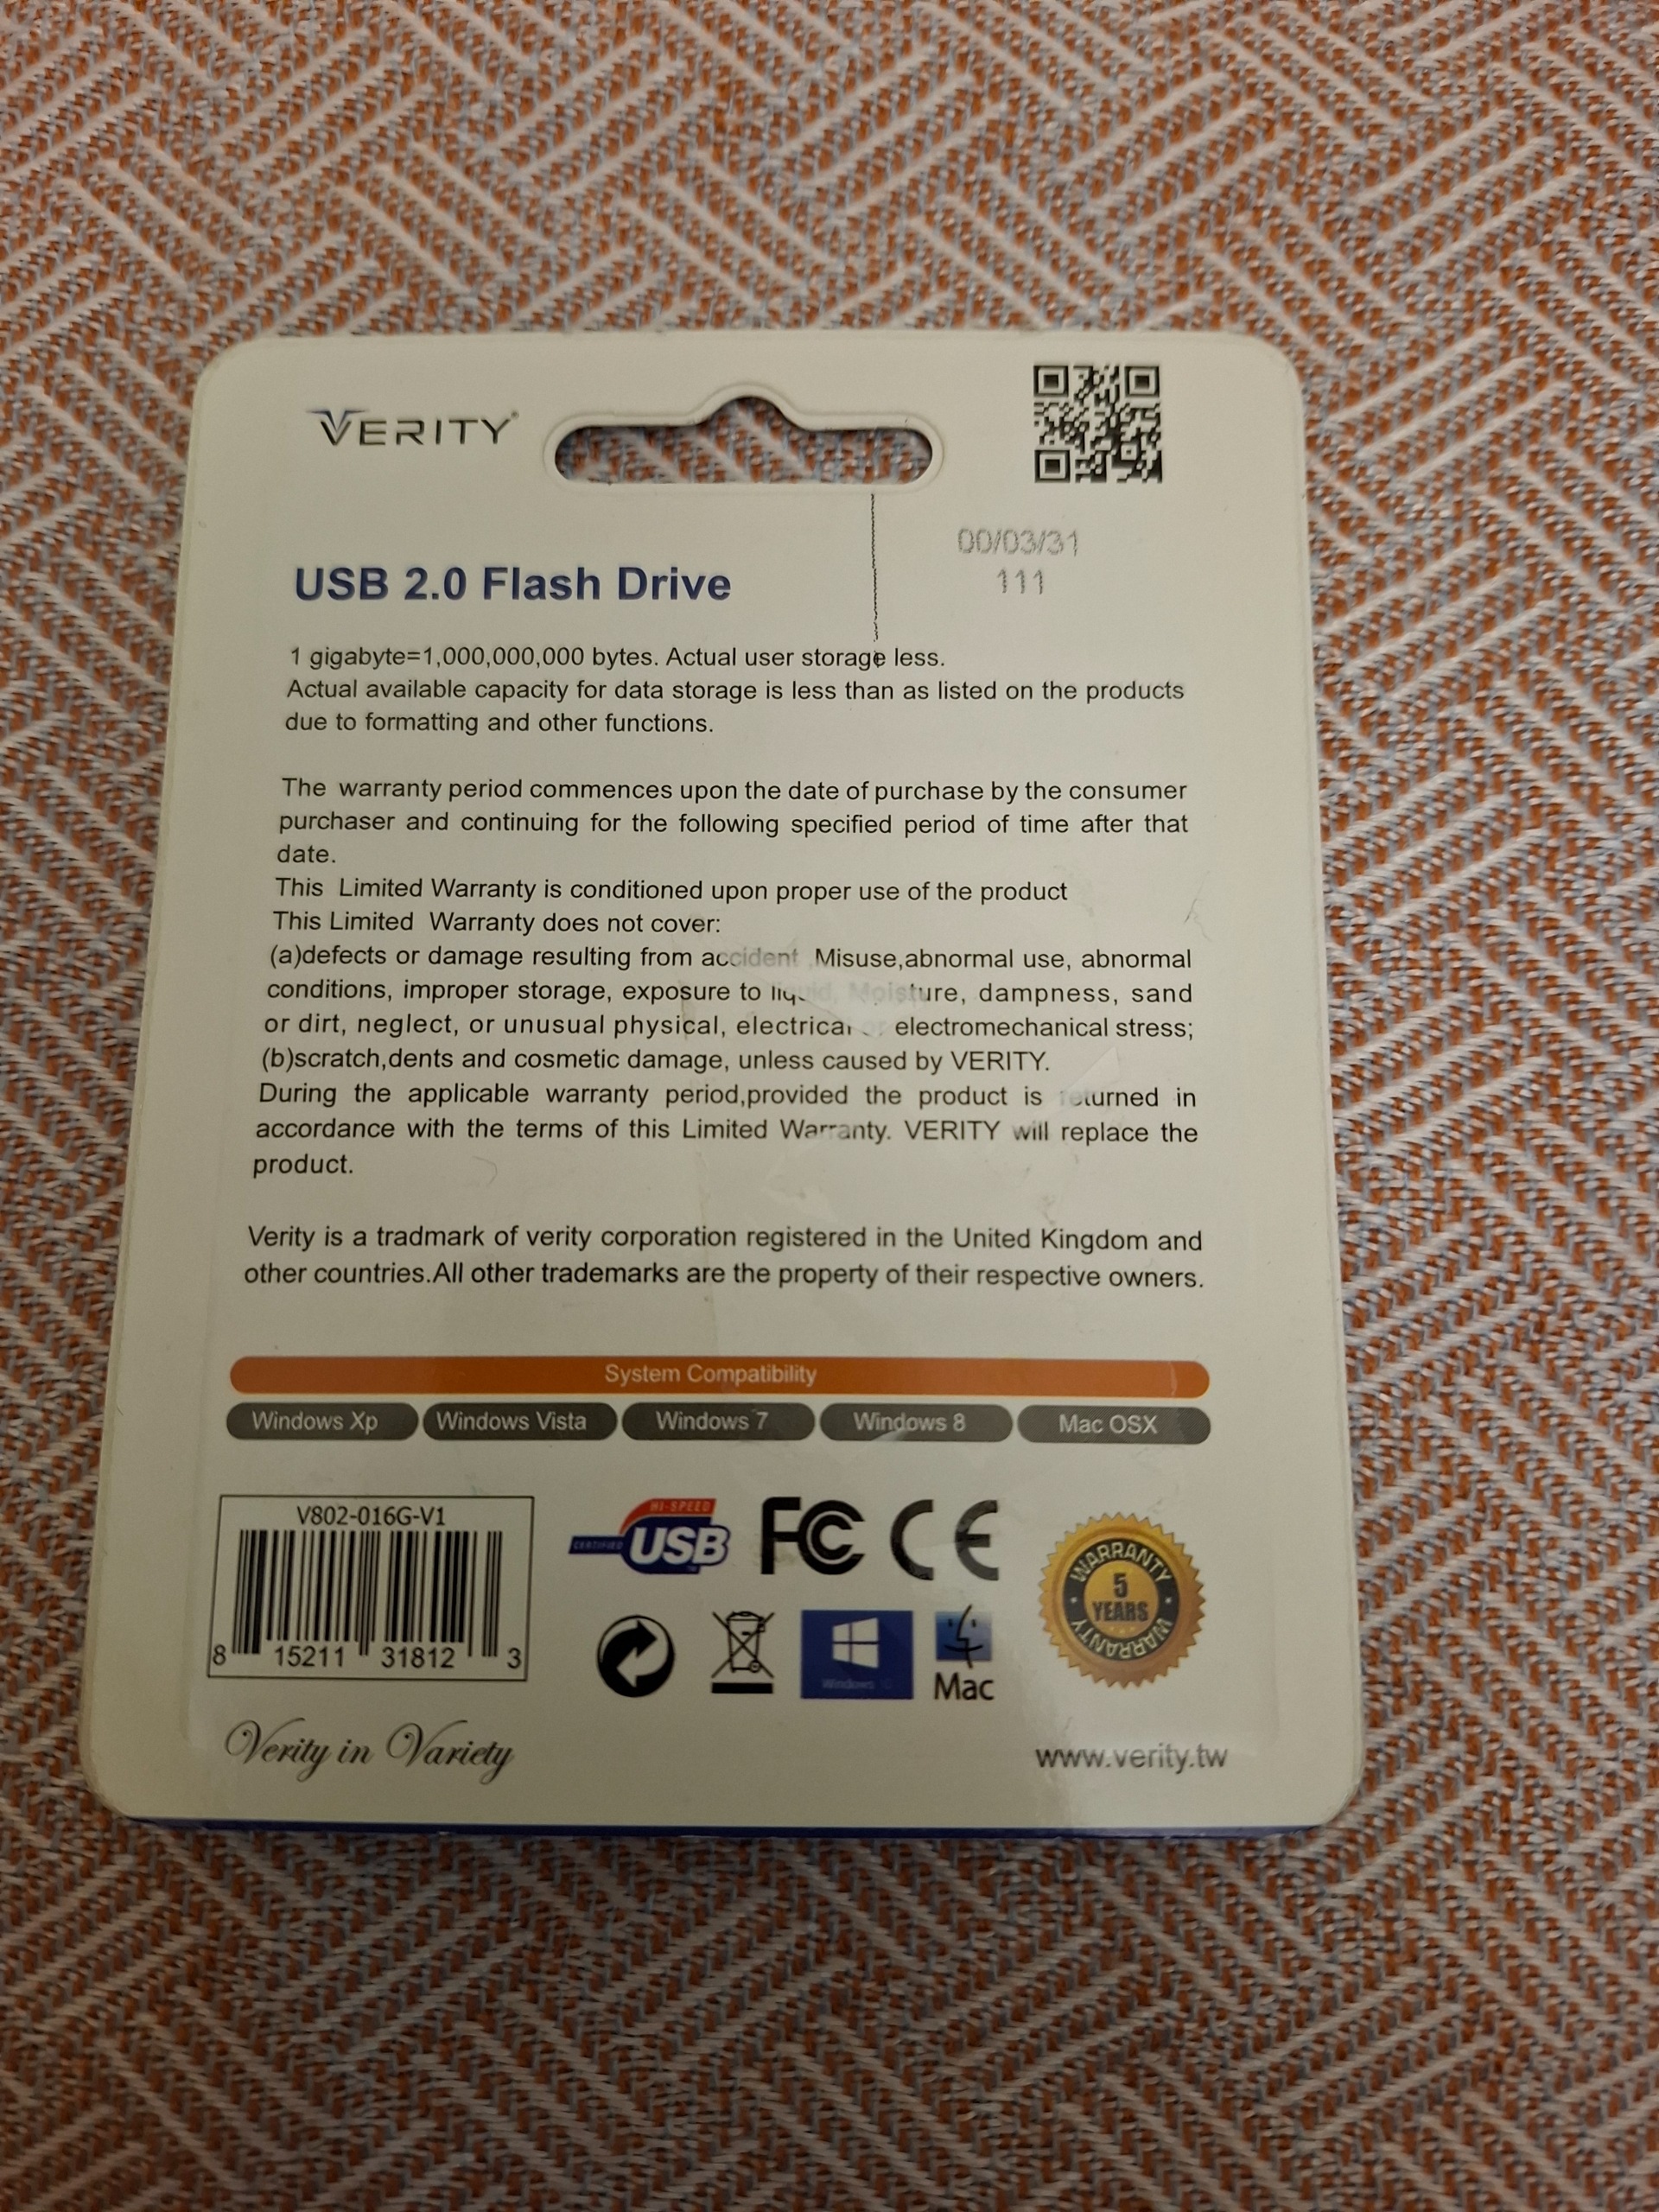 VERITY
00/03/31
111
USB 2.0 Flash Drive
1 gigabyte=1,000,000,000 bytes. Actual user storage less.
Actual available capacity for data storage is less than as listed on the products
due to formatting and other functions.
The warranty period commences upon the date of purchase by the consumer
purchaser and continuing for the following specified period of time after that
date.
This Limited Warranty is conditioned upon proper use of the product
This Limited Warranty does not cover:
(a)defects or damage resulting from accident Misuse,abnormal use, abnormal
conditions, improper storage, exposure to liquid, Moisture, dampness, sand
or dirt, neglect, or unusual physical, electrical or electromechanical stress;
(b)scratch,dents and cosmetic damage, unless caused by VERITY.
During the applicable warranty period,provided the product is returned in
accordance with the terms of this Limited Warranty. VERITY will replace the
product.
Verity is a tradmark of verity corporation registered in the United Kingdom and
other countries.All other trademarks are the property of their respective owners.
System Compatibility
Windows Xp Windows Vista Windows 7 Windows 8 Mac OSX
V802-016G-V1
8 15211 31812 3
HI-SPEED
CERTIFIED USB
FC CE
WARRANTY
5
YEARS
WARRANTY
Windows 10
Mac
Verity in Variety
www.verity.tw